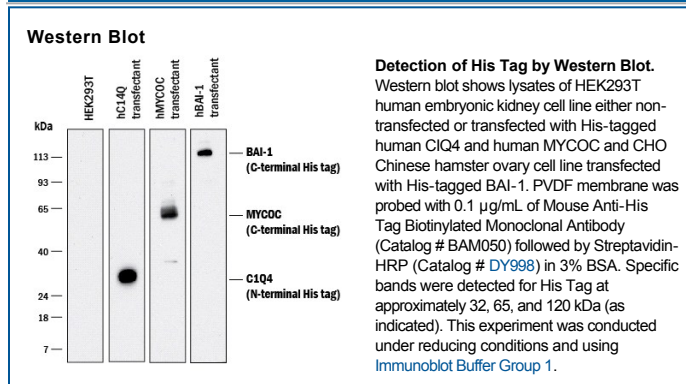 Western Blot
HEK293T
hC14Q
transfectant
hMYCOC
transfectant
hBAI-1
transfectant
kDa
113
93
65
40
24
18
7
BAI-1
(C-terminal His tag)
MYCOC
(C-terminal His tag)
C1Q4
(N-terminal His tag)
Detection of His Tag by Western Blot.
Western blot shows lysates of HEK293T
human embryonic kidney cell line either non-
transfected or transfected with His-tagged
human CIQ4 and human MYCOC and CHO
Chinese hamster ovary cell line transfected
with His-tagged BAI-1. PVDF membrane was
probed with 0.1 µg/mL of Mouse Anti-His
Tag Biotinylated Monoclonal Antibody
(Catalog # BAM050) followed by Streptavidin-
HRP (Catalog # DY998) in 3% BSA. Specific
bands were detected for His Tag at
approximately 32, 65, and 120 kDa (as
indicated). This experiment was conducted
under reducing conditions and using
Immunoblot Buffer Group 1.